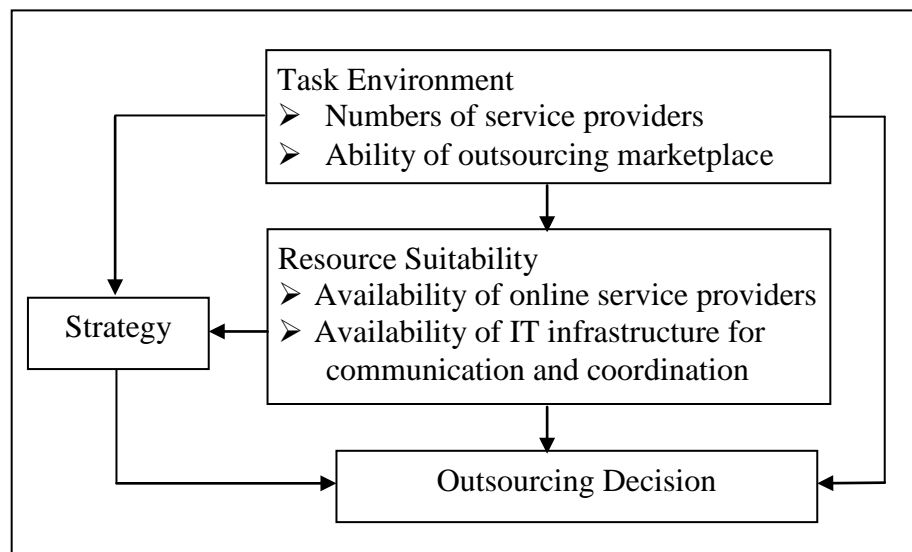 Task Environment
➢ Numbers of service providers
➢ Ability of outsourcing marketplace
Resource Suitability
➢ Availability of online service providers
➢ Availability of IT infrastructure for
communication and coordination
Strategy
Outsourcing Decision